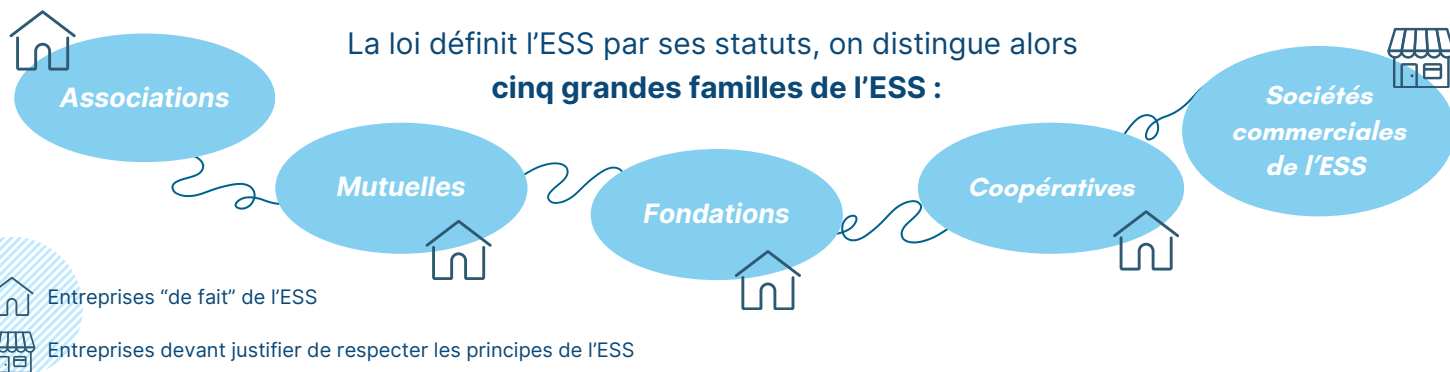 La loi définit l’ESS par ses statuts, on distingue alors
cinq grandes familles de l’ESS :
Associations
Mutuelles
Fondations
Coopératives
Sociétés
commerciales
de l’ESS
Entreprises “de fait” de l’ESS
Entreprises devant justifier de respecter les principes de l’ESS